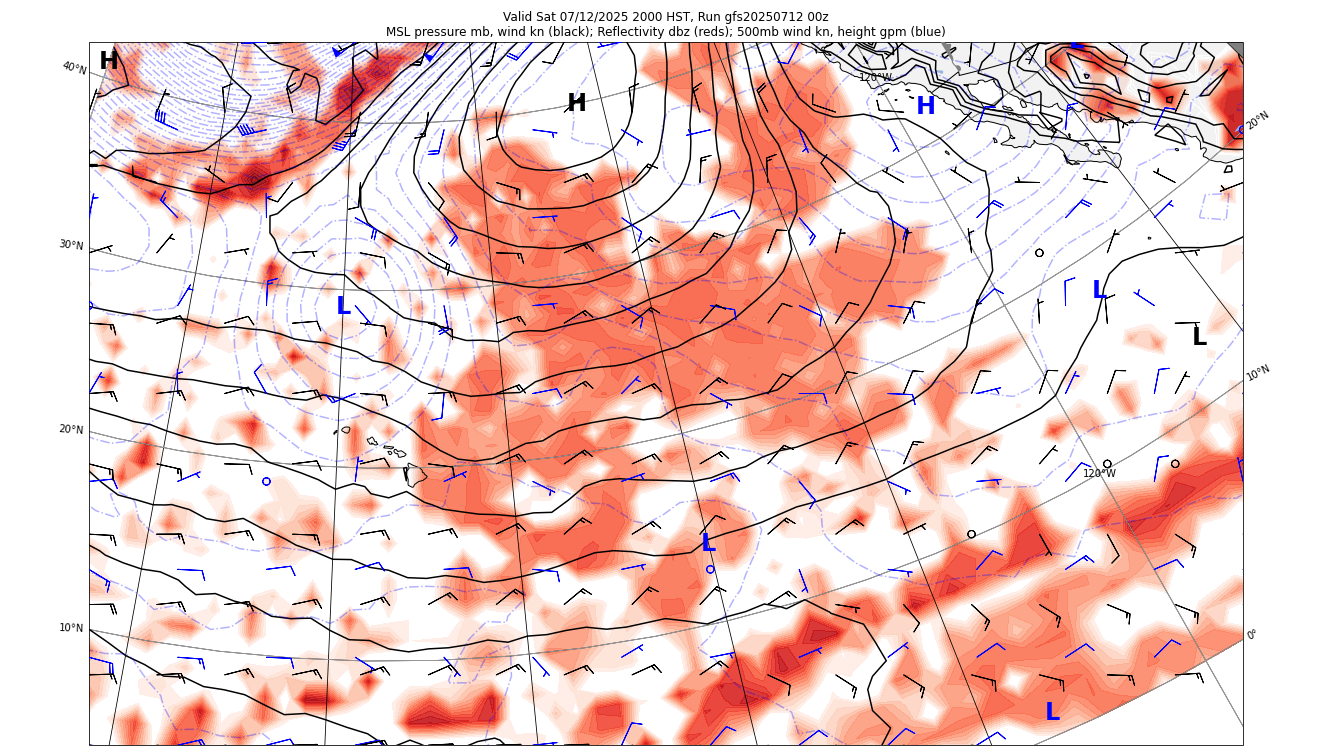 Valid Sat 07/12/2025 2000 HST, Run gfs20250712 00z
MSL pressure mb, wind kn (black); Reflectivity dbz (reds); 500mb wind kn, height gpm (blue)
40°N
H
H
120°W
H
20°N
30°N
L
L
L
10°N
20°N
120°W
L
10°N
0°
L